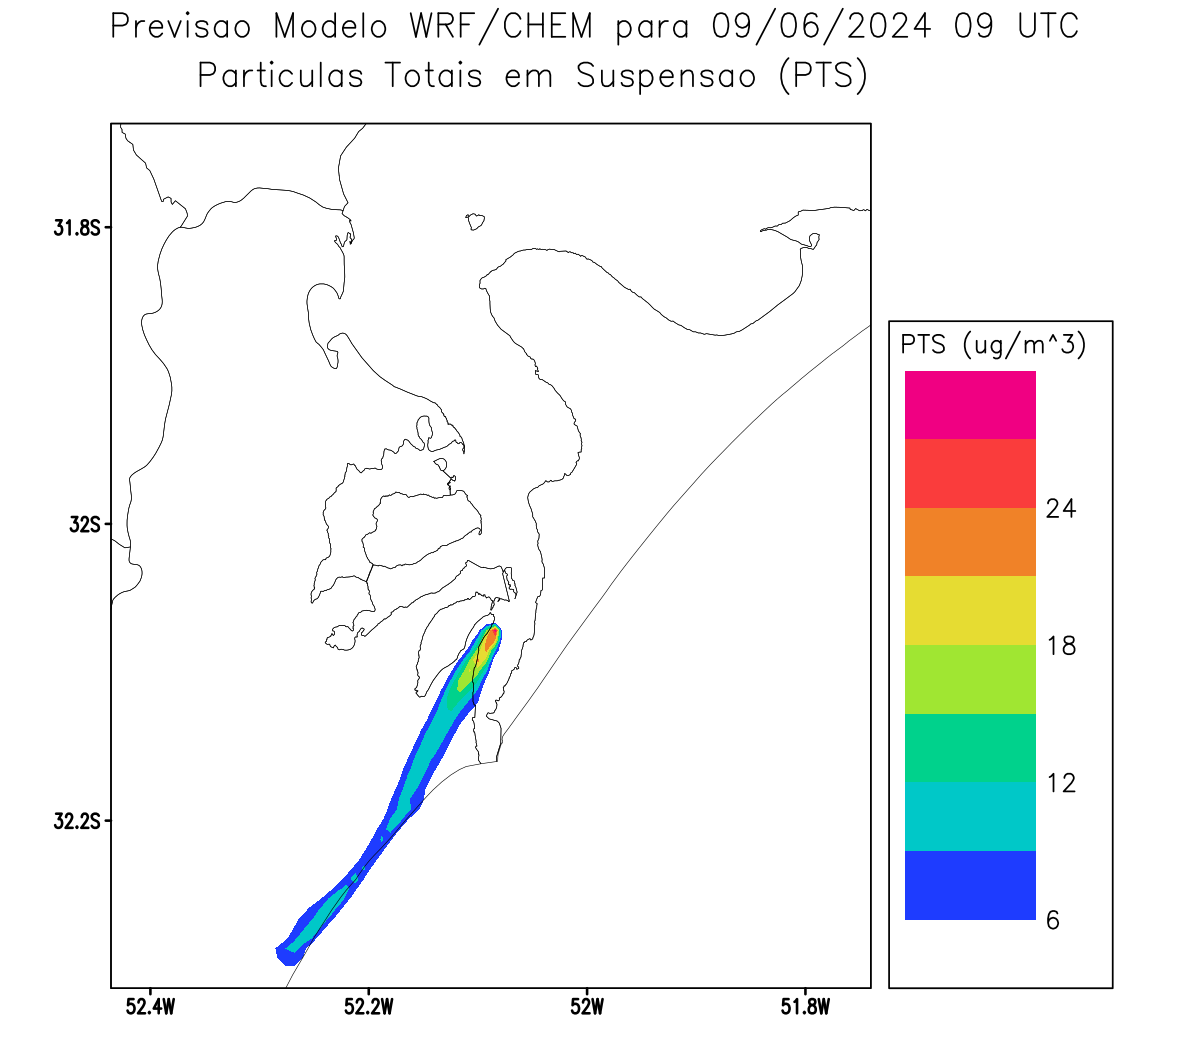 Previsao Modelo WRF/CHEM para 09/06/2024 09 UTC
Particulas Totais em Suspensao (PTS)
31.8S
32S
32.2S
52.4W 52.2W 52W 51.8W
PTS (ug/m^3)
24
18
12
6